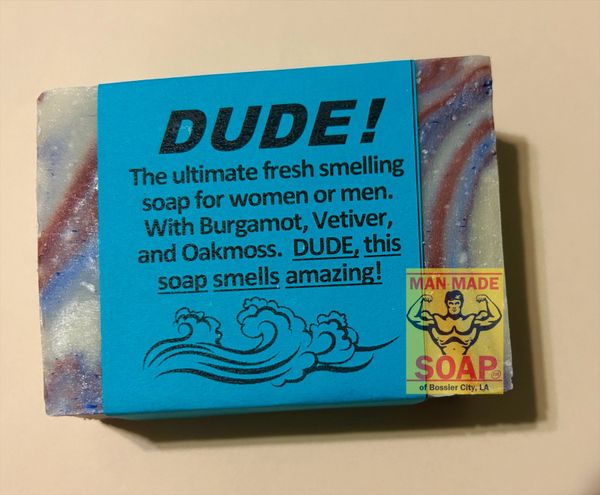 DUDE!
The ultimate fresh smelling
soap for women or men.
With Burgamot, Vetiver,
and Oakmoss. DUDE, this
soap smells amazing!
MAN-MADE
SOAP
of Bossier City, LA